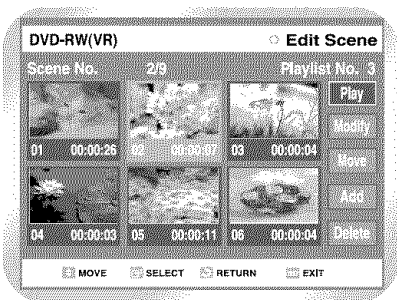 DVD-RW(VR) Edit Scene
Scene No. 2/9 Playlist No. 3
Play
Modify
01 00:00:26 02 00:00:07 03 00:00:04
Move
Add
04 00:00:03 05 00:00:11 06 00:00:04
Delete
MOVE SELECT RETURN EXIT